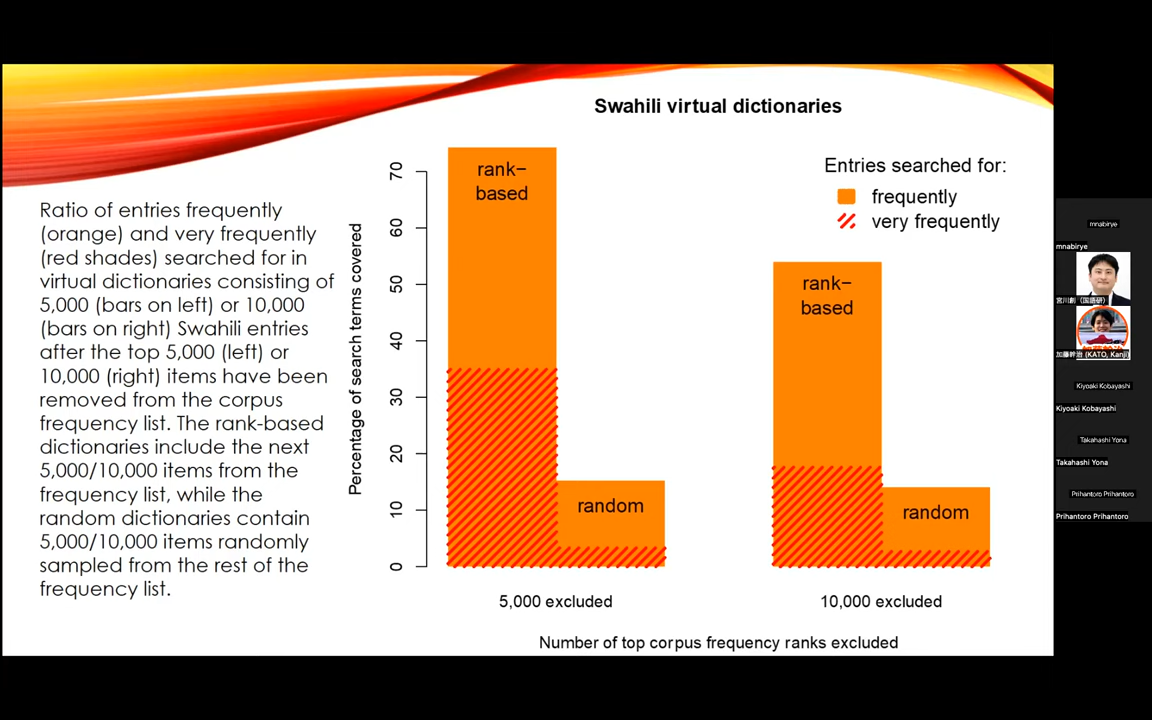 Swahili virtual dictionaries
Ratio of entries frequently
(orange) and very frequently
(red shades) searched for in
virtual dictionaries consisting of
5,000 (bars on left) or 10,000
(bars on right) Swahili entries
after the top 5,000 (left) or
10,000 (right) items have been
removed from the corpus
frequency list. The rank-based
dictionaries include the next
5,000/10,000 items from the
frequency list, while the
random dictionaries contain
5,000/10,000 items randomly
sampled from the rest of the
frequency list.
Percentage of search terms covered
70
60
50
40
30
20
10
0
rank–
based
random
rank–
based
random
Entries searched for:
frequently
very frequently
5,000 excluded
10,000 excluded
Number of top corpus frequency ranks excluded
mnabirye
mnabirye
宮川創（国語研）
加藤幹治 (KATO, Kanji)
Kiyoaki Kobayashi
Kiyoaki Kobayashi
Takahashi Yona
Takahashi Yona
Prihantoro Prihantoro
Prihantoro Prihantoro